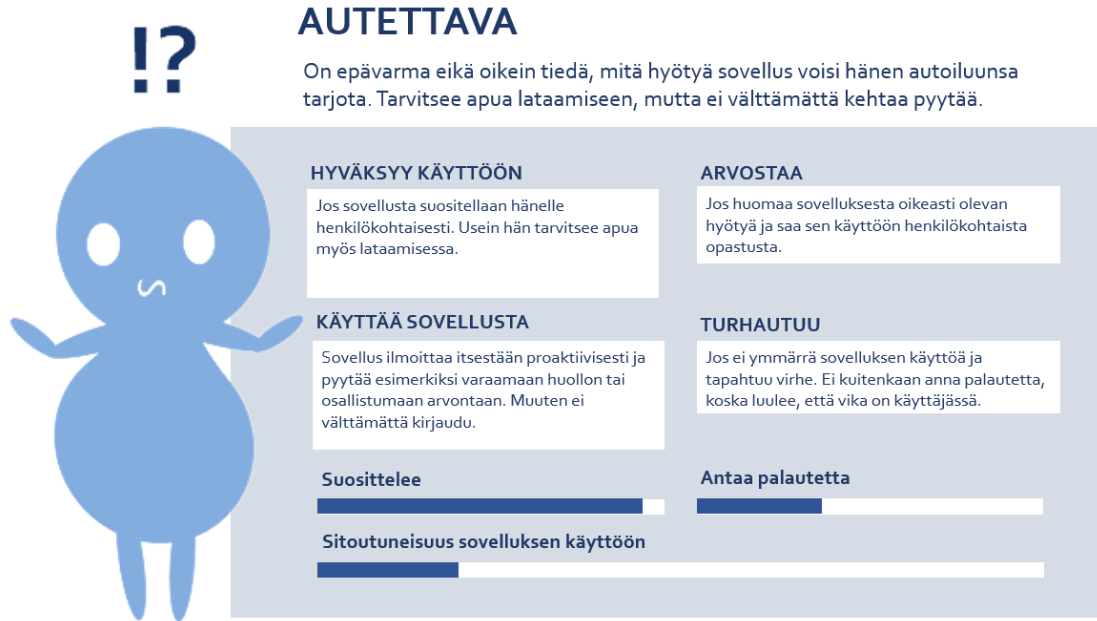 !?
AUTETTAVA
On epävarma eikä oikein tiedä, mitä hyötyä sovellus voisi hänen autoiluunsa
tarjota. Tarvitsee apua lataamiseen, mutta ei välttämättä kehtaa pyytää.
HYVÄKSYY KÄYTTÖÖN
Jos sovellusta suositellaan hänelle
henkilökohtaisesti. Usein hän tarvitsee apua
myös lataamisessa.
ARVOSTAA
Jos huomaa sovelluksesta oikeasti olevan
hyötyä ja saa sen käyttöön henkilökohtaista
opastusta.
KÄYTTÄÄ SOVELLUSTA
Sovellus ilmoittaa itsestään proaktiivisesti ja
pyytää esimerkiksi varaamaan huollon tai
osallistumaan arvontaan. Muuten ei
välttämättä kirjaudu.
TURHAUTUU
Jos ei ymmärrä sovelluksen käyttöä ja
tapahtuu virhe. Ei kuitenkaan anna palautetta,
koska luulee, että vika on käyttäjässä.
Suosittelee
Antaa palautetta
Sitoutuneisuus sovelluksen käyttöön